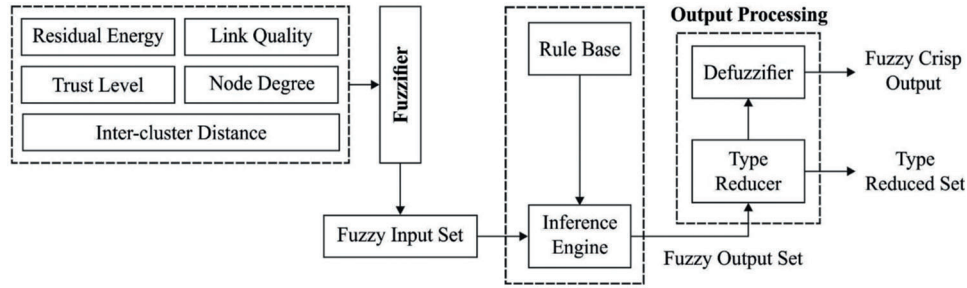 Output Processing
Residual Energy
Link Quality
Trust Level
Node Degree
Inter-cluster Distance
Fuzzifier
Rule Base
Defuzzifier
Fuzzy Crisp
Output
Type
Reducer
Type
Reduced Set
Fuzzy Input Set
Inference
Engine
Fuzzy Output Set